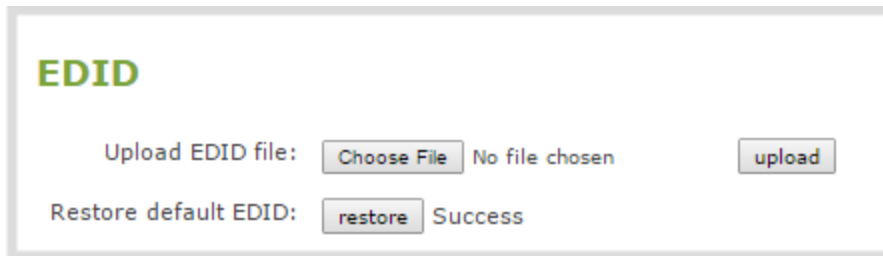 EDID
Upload EDID file: Choose File No file chosen upload
Restore default EDID: restore Success